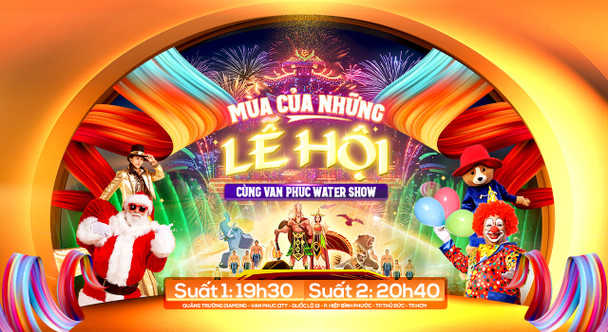 MÙA CỦA NHỮNG
LỄ HỘI
CÙNG VAN PHUC WATER SHOW
Suất 1: 19h30 Suất 2: 20h40
QUẢNG TRƯỜNG DIAMOND - VAN PHUC CITY - QUỐC LỘ 13 - P. HIỆP BÌNH PHƯỚC - TP.THỦ ĐỨC - TP.HCM